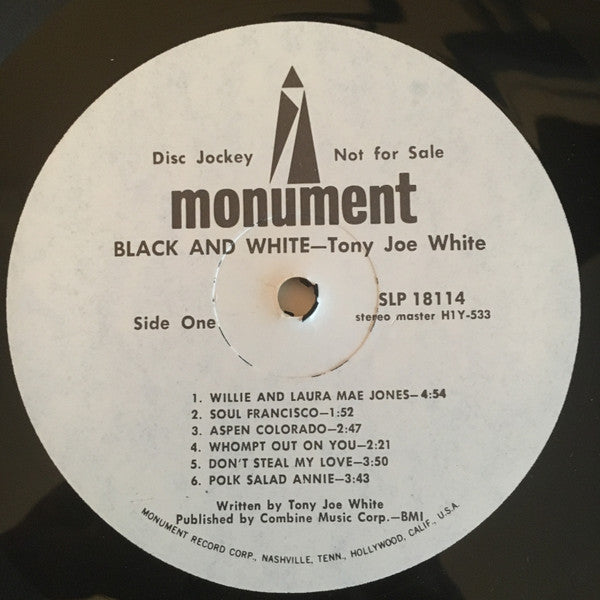 Disc Jockey Not for Sale
monument
BLACK AND WHITE—Tony Joe White
SLP 18114
Side One
stereo master H1Y-533
1. WILLIE AND LAURA MAE JONES—4:54
2. SOUL FRANCISCO—1:52
3. ASPEN COLORADO—2:47
4. WHOMPT OUT ON YOU—2:21
5. DON'T STEAL MY LOVE—3:50
6. POLK SALAD ANNIE—3:43
Written by Tony Joe White
Published by Combine Music Corp.—BMI
MONUMENT RECORD CORP., NASHVILLE, TENN., HOLLYWOOD, CALIF., U.S.A.